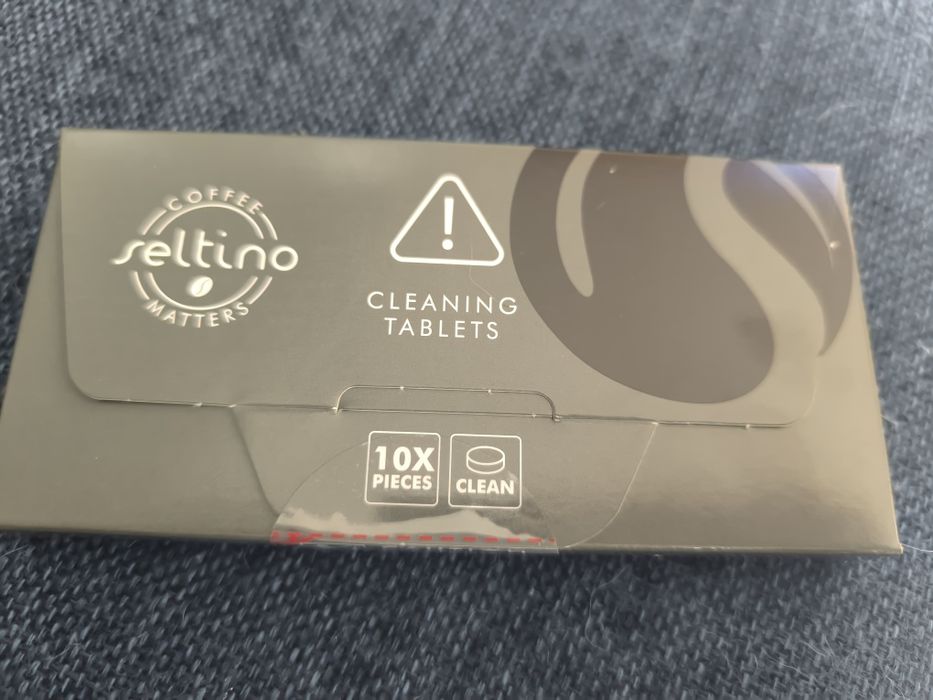 COFFEE
seltino
MATTERS
!
CLEANING
TABLETS
10X
PIECES
CLEAN